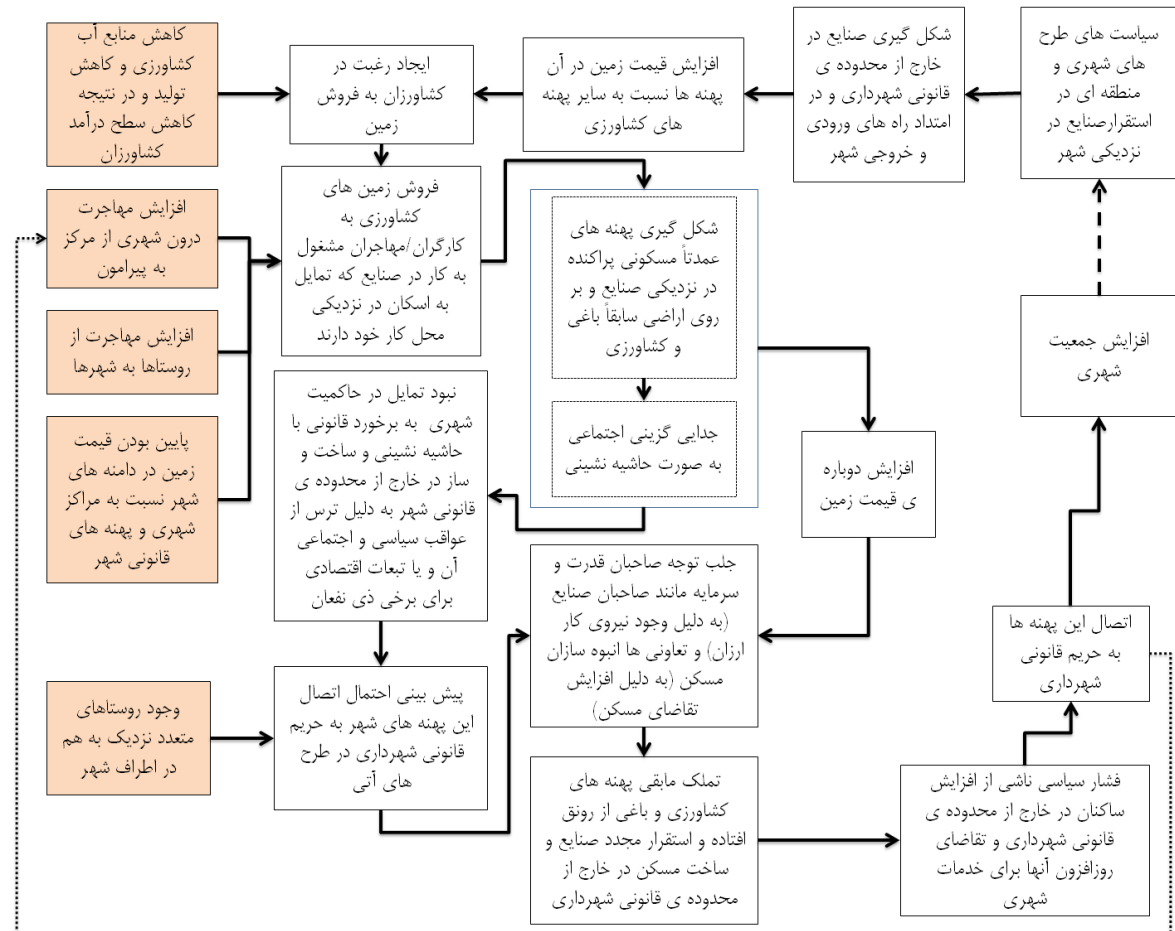 سیاست های طرح
های شهری و
منطقه ای در
استقرارصنایع در
نزدیکی شهر
شکل گیری صنایع در
خارج از محدوده ی
قانونی شهرداری و در
امتداد راه های ورودی
و خروجی شهر
افزایش قیمت زمین در آن
پهنه ها نسبت به سایر پهنه
های کشاورزی
ایجاد رغبت در
کشاورزان به فروش
زمین
کاهش منابع آب
کشاورزی و کاهش
تولید و در نتیجه
کاهش سطح درآمد
کشاورزان
فروش زمین های
کشاورزی به
کارگران/مهاجران مشغول
به کار در صنایع که تمایل
به اسکان در نزدیکی
محل کار خود دارند
افزایش مهاجرت
درون شهری از مرکز
به پیرامون
افزایش مهاجرت از
روستاها به شهرها
پایین بودن قیمت
زمین در دامنه های
شهر نسبت به مراکز
شهری و پهنه های
قانونی شهر
شکل گیری پهنه های
عمدتاً مسکونی پراکنده
در نزدیکی صنایع و بر
روی اراضی سابقاً باغی
و کشاورزی
جدایی گزینی اجتماعی
به صورت حاشیه نشینی
افزایش جمعیت
شهری
افزایش دوباره
ی قیمت زمین
نبود تمایل در حاکمیت
شهری به برخورد قانونی با
حاشیه نشینی و ساخت و
ساز در خارج از محدوده ی
قانونی شهر به دلیل ترس از
عواقب سیاسی و اجتماعی
آن و یا تبعات اقتصادی
برای برخی ذی نفعان
جلب توجه صاحبان قدرت و
سرمایه مانند صاحبان صنایع
(به دلیل وجود نیروی کار
ارزان) و تعاونی ها انبوه سازان
مسکن (به دلیل افزایش
تقاضای مسکن)
اتصال این پهنه ها
به حریم قانونی
شهرداری
پیش بینی احتمال اتصال
این پهنه های شهر به حریم
قانونی شهرداری در طرح
های آتی
وجود روستاهای
متعدد نزدیک به هم
در اطراف شهر
تملک مابقی پهنه های
کشاورزی و باغی از رونق
افتاده و استقرار مجدد صنایع و
ساخت مسکن در خارج از
محدوده ی قانونی شهرداری
فشار سیاسی ناشی از افزایش
ساکنان در خارج از محدوده ی
قانونی شهرداری و تقاضای
روزافزون آنها برای خدمات
شهری